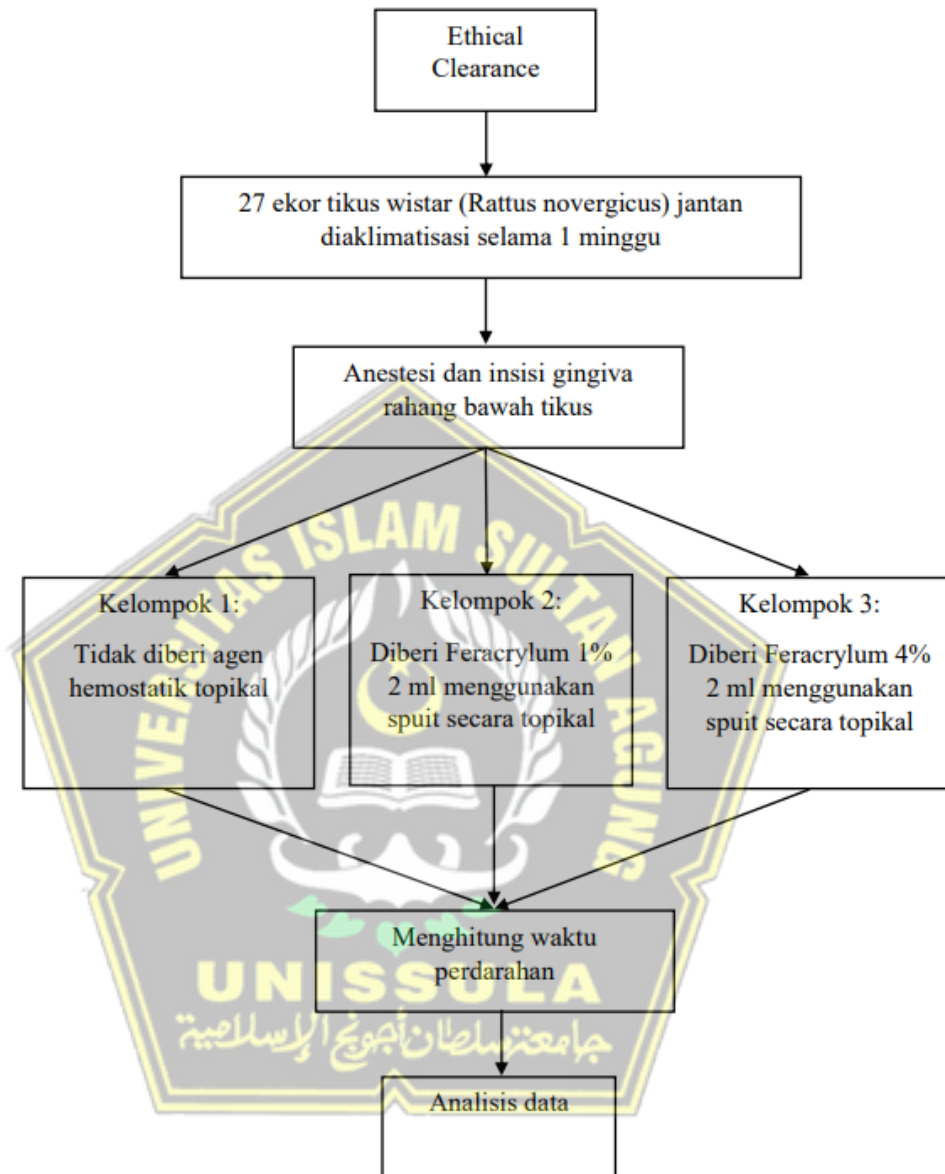 Ethical
Clearance
27 ekor tikus wistar (Rattus novergicus) jantan
diaklimatisasi selama 1 minggu
Anestesi dan insisi gingiva
rahang bawah tikus
UNIVERSITAS ISLAM SULTAN AGUNG
Kelompok 1:
Tidak diberi agen
hemostatik topikal
Kelompok 2:
Diberi Feracrylum 1%
2 ml menggunakan
spuit secara topikal
Kelompok 3:
Diberi Feracrylum 4%
2 ml menggunakan
spuit secara topikal
Menghitung waktu
perdarahan
UNISSULA
جامعة سلطان أجونج الإسلامية
Analisis data